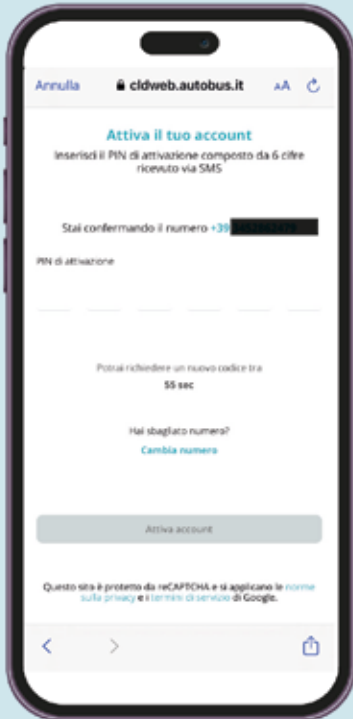 Annulla cldweb.autobus.it AA
Attiva il tuo account
Inserisci il PIN di attivazione composto da 6 cifre
ricevuto via SMS
Stai confermando il numero +39
PIN di attivazione
Potrai richiedere un nuovo codice tra
55 sec
Hai sbagliato numero?
Cambia numero
Attiva account
Questo sito è protetto da reCAPTCHA e si applicano le norme
sulla privacy e i termini di servizio di Google.